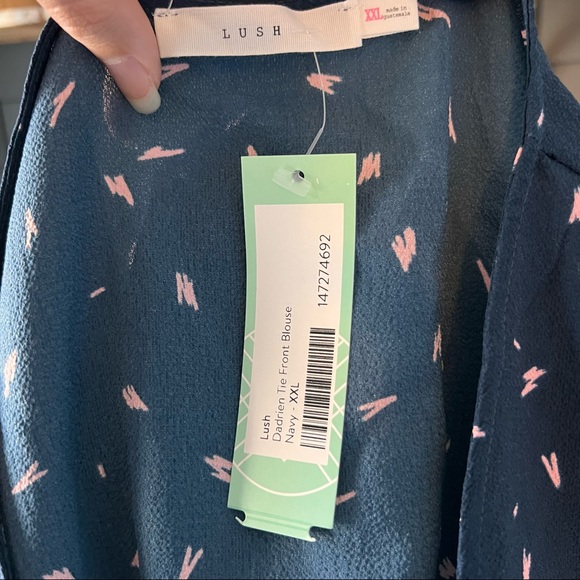 LUSH
XXL
made in
guatemala
Lush
Dadrien Tie Front Blouse
Navy - XXL
147274692